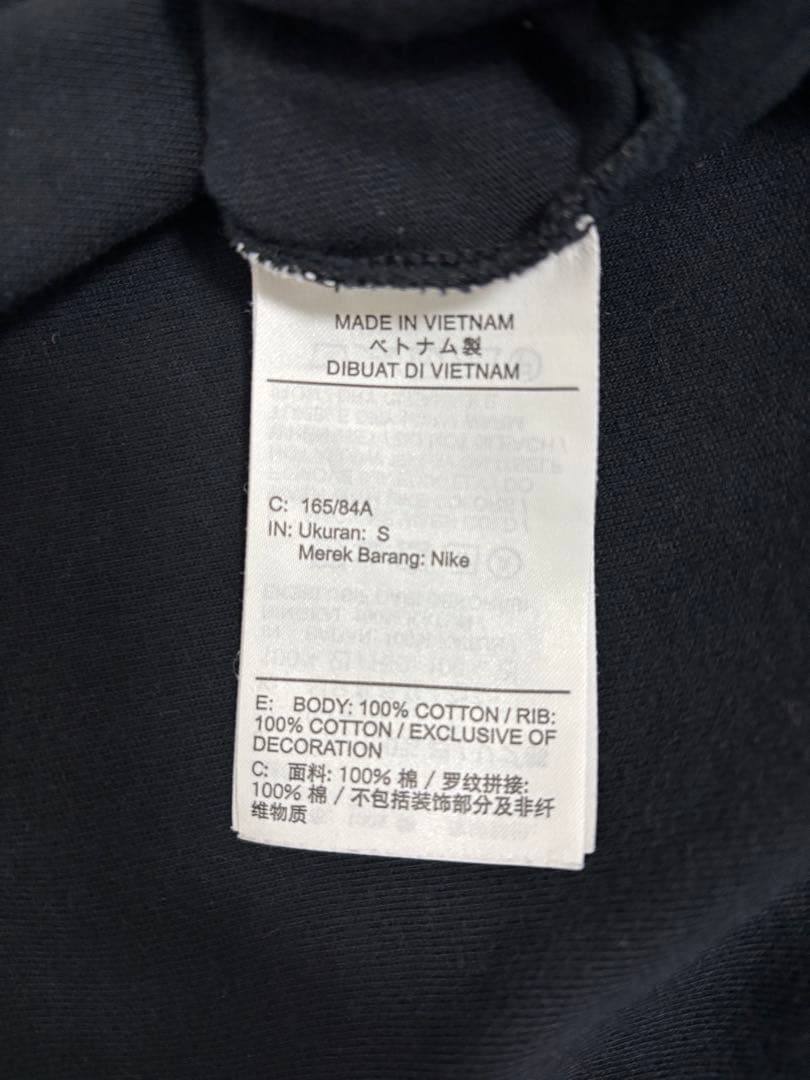 MADE IN VIETNAM
ベトナム製
DIBUAT DI VIETNAM
C: 165/84A
IN: Ukuran: S
Merek Barang: Nike
E: BODY: 100% COTTON / RIB:
100% COTTON / EXCLUSIVE OF
DECORATION
C: 面料: 100% 棉 / 罗纹拼接:
100% 棉 / 不包括装饰部分及非纤
维物质